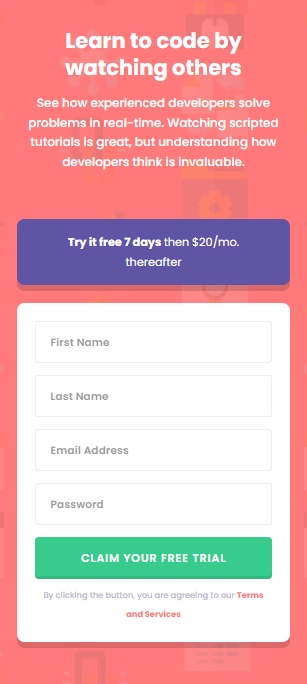 Learn to code by
watching others
See how experienced developers solve
problems in real-time. Watching scripted
tutorials is great, but understanding how
developers think is invaluable.
Try it free 7 days then $20/mo.
thereafter
First Name
Last Name
Email Address
Password
CLAIM YOUR FREE TRIAL
By clicking the button, you are agreeing to our Terms
and Services